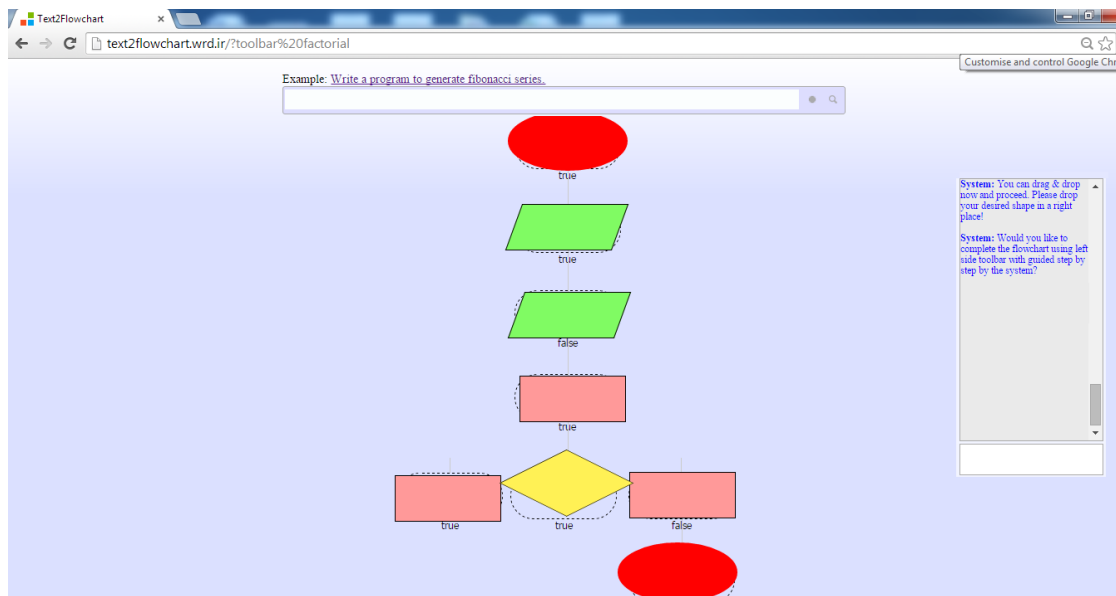 Text2Flowchart
text2flowchart.wrd.ir/?toolbar%20factorial
Customise and control Google Chr
Example: Write a program to generate fibonacci series.
true
true
false
true
true
true
false
System: You can drag & drop
now and proceed. Please drop
your desired shape in a right
place!
System: Would you like to
complete the flowchart using left
side toolbar with guided step by
step by the system?